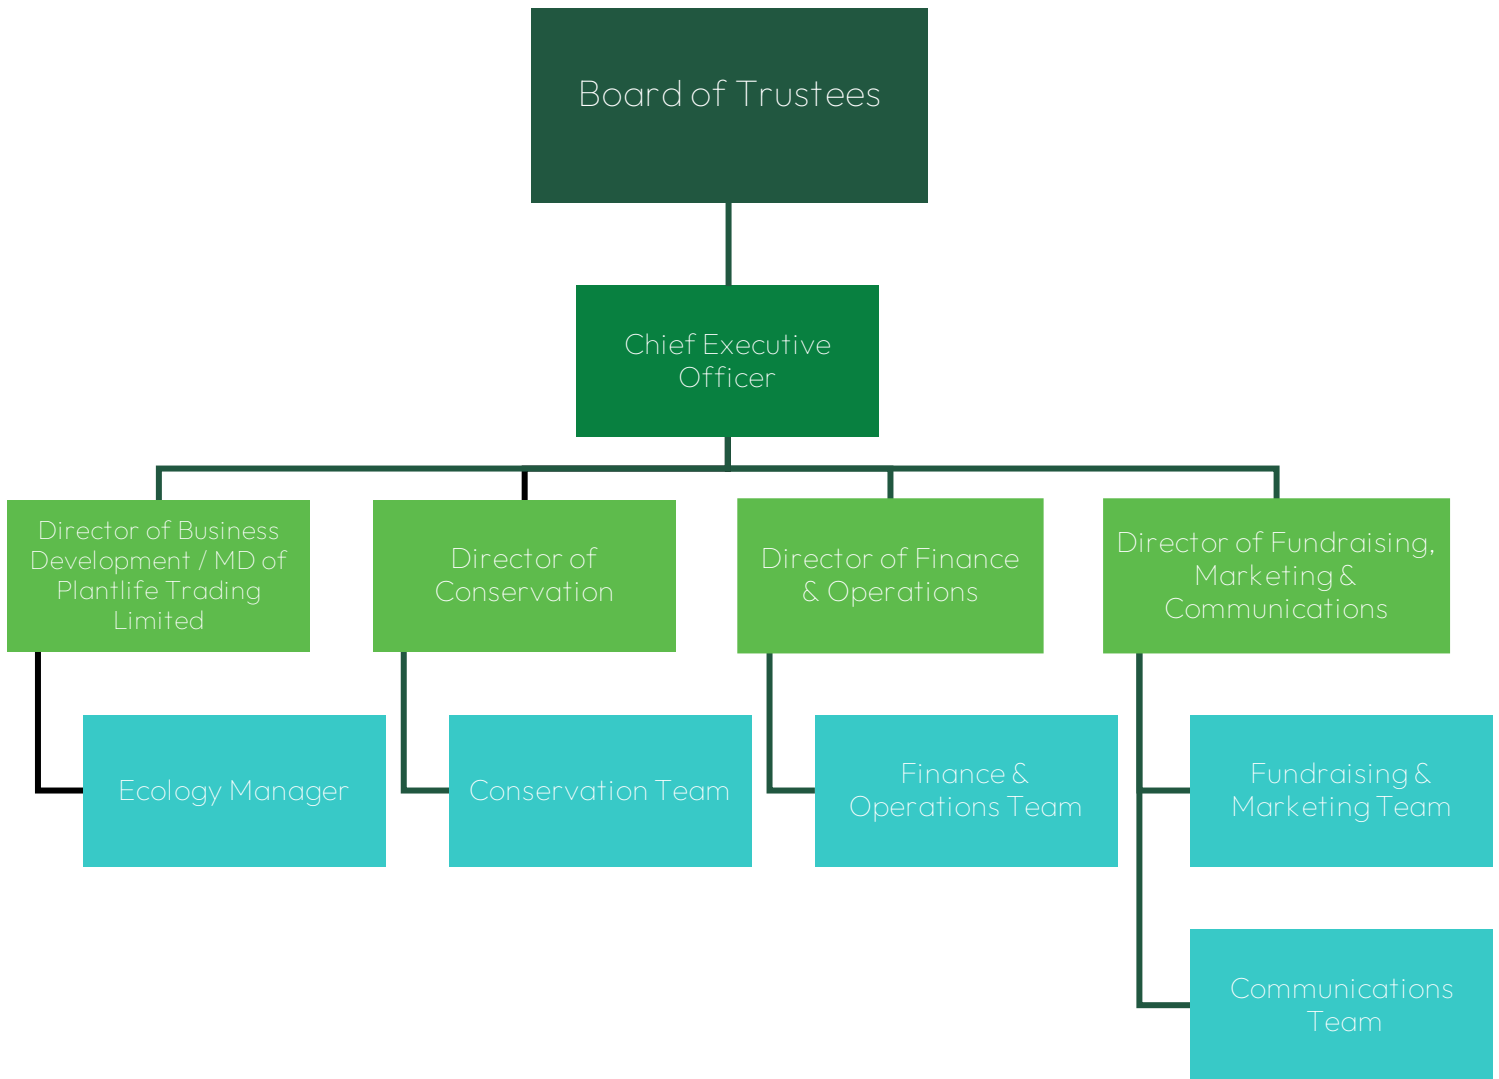 Board of Trustees
Chief Executive
Officer
Director of Business
Development / MD of
Plantlife Trading
Limited
Director of
Conservation
Director of Finance
& Operations
Director of Fundraising,
Marketing &
Communications
Ecology Manager
Conservation Team
Finance &
Operations Team
Fundraising &
Marketing Team
Communications
Team